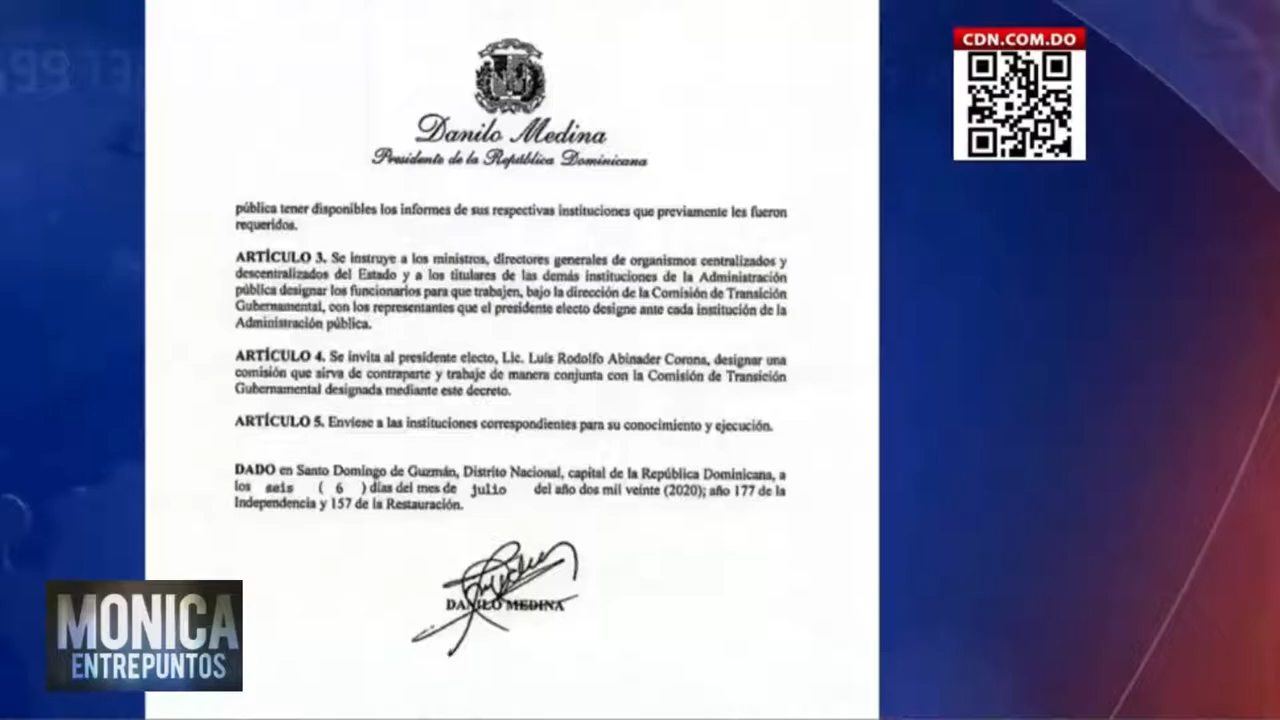 CDN.COM.DO
Danilo Medina
Presidente de la República Dominicana
pública tener disponibles los informes de sus respectivas instituciones que previamente les fueron
requeridos.
ARTÍCULO 3. Se instruye a los ministros, directores generales de organismos centralizados y
descentralizados del Estado y a los titulares de las demás instituciones de la Administración
pública designar los funcionarios para que trabajen, bajo la dirección de la Comisión de Transición
Gubernamental, con los representantes que el presidente electo designe ante cada institución de la
Administración pública.
ARTÍCULO 4. Se invita al presidente electo, Lic. Luis Rodolfo Abinader Corona, designar una
comisión que sirva de contraparte y trabaje de manera conjunta con la Comisión de Transición
Gubernamental designada mediante este decreto.
ARTÍCULO 5. Envíese a las instituciones correspondientes para su conocimiento y ejecución.
DADO en Santo Domingo de Guzmán, Distrito Nacional, capital de la República Dominicana, a
los seis ( 6 ) días del mes de julio del año dos mil veinte (2020); año 177 de la
Independencia y 157 de la Restauración.
DANILO MEDINA
MONICA
ENTREPUNTOS